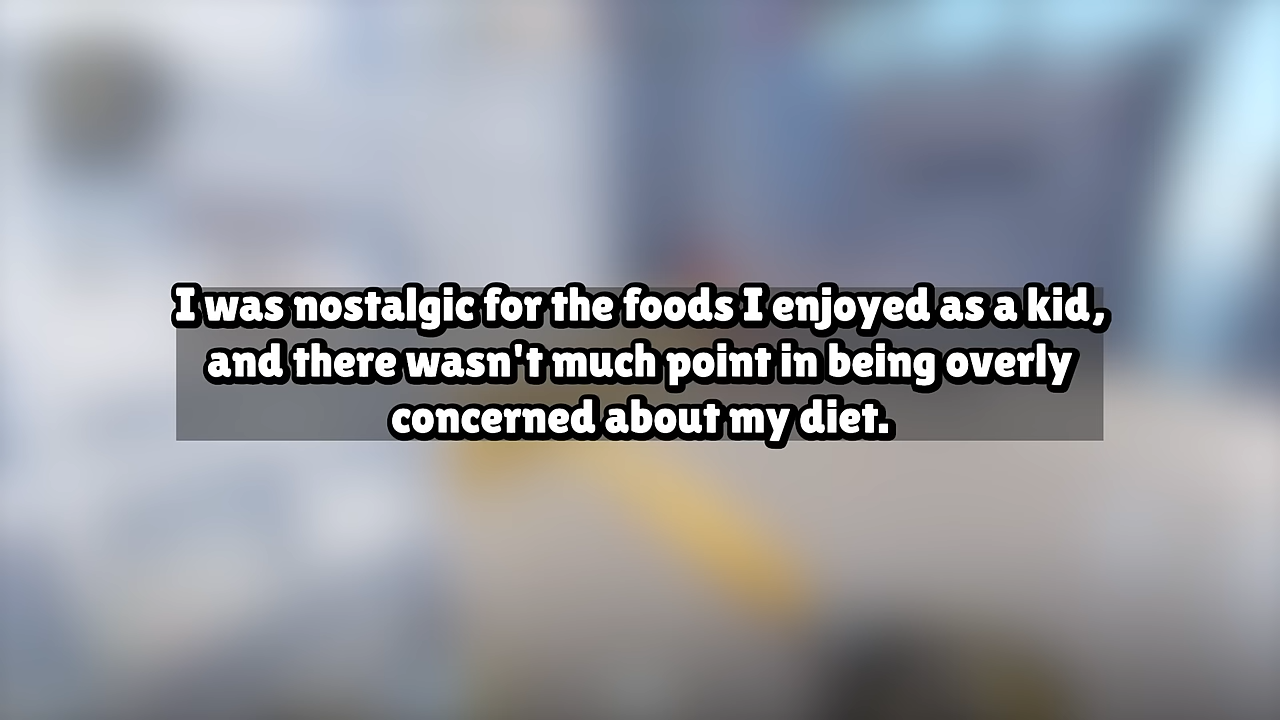 I was nostalgic for the foods I enjoyed as a kid,
and there wasn't much point in being overly
concerned about my diet.